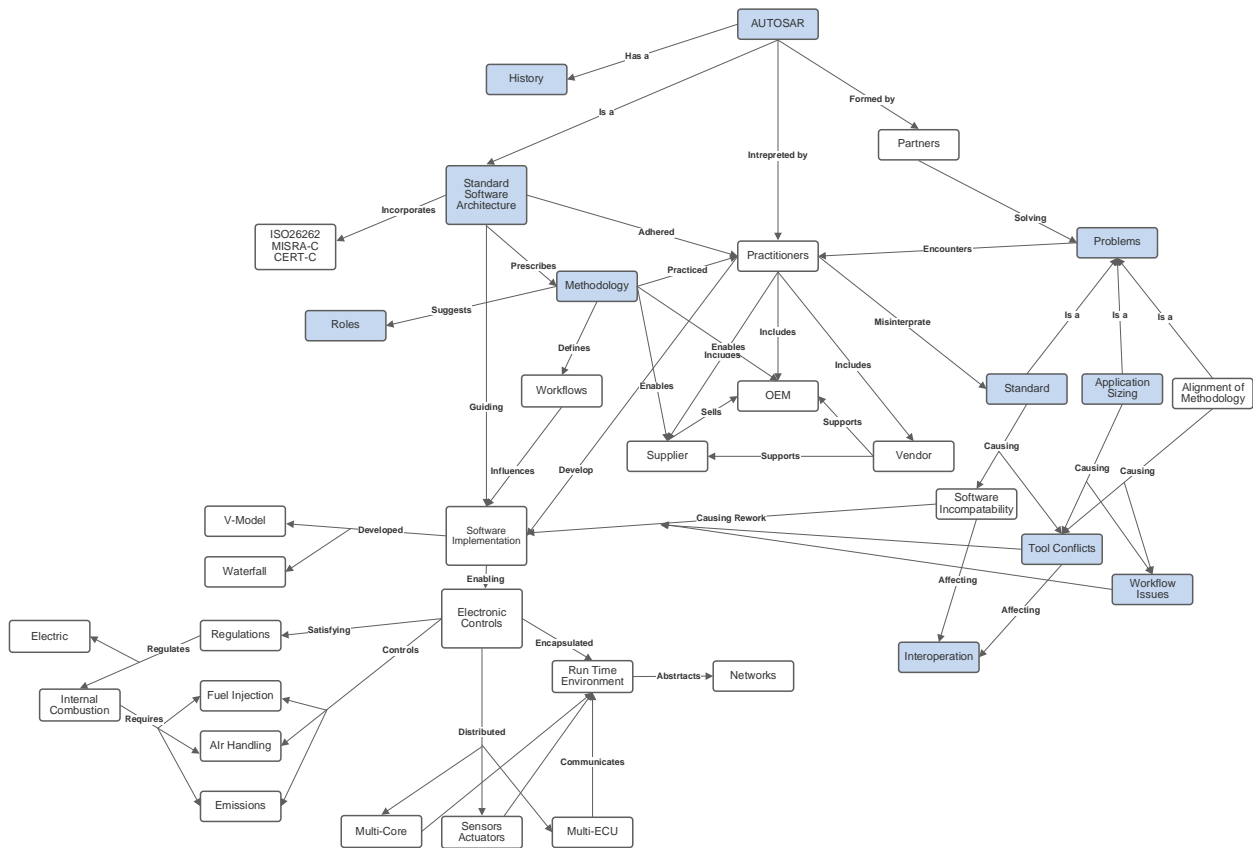 AUTOSAR
Has a
History
Formed by
Is a
Partners
Intrepreted by
Standard
Software
Architecture
Incorporates
Solving
ISO26262
MISRA-C
CERT-C
Adhered
Problems
Encounters
Practitioners
Prescribes
Practiced
Methodology
Suggests
Roles
Misinterprate
Is a
Is a
Is a
Includes
Defines
Enables
Includes
Includes
Workflows
Enables
Standard
Application
Sizing
Alignment of
Methodology
OEM
Guiding
Sells
Supports
Causing
Supplier
Supports
Vendor
Influences
Develop
Causing
Causing
Software
Incompatability
V-Model
Causing Rework
Developed
Software
Implementation
Tool Conflicts
Waterfall
Enabling
Affecting
Workflow
Issues
Electronic
Controls
Affecting
Electric
Regulations
Satisfying
Regulates
Controls
Encapsulated
Interoperation
Run Time
Environment
Abstrtacts
Networks
Internal
Combustion
Fuel Injection
Requires
AIr Handling
Distributed
Communicates
Emissions
Multi-Core
Sensors
Actuators
Multi-ECU